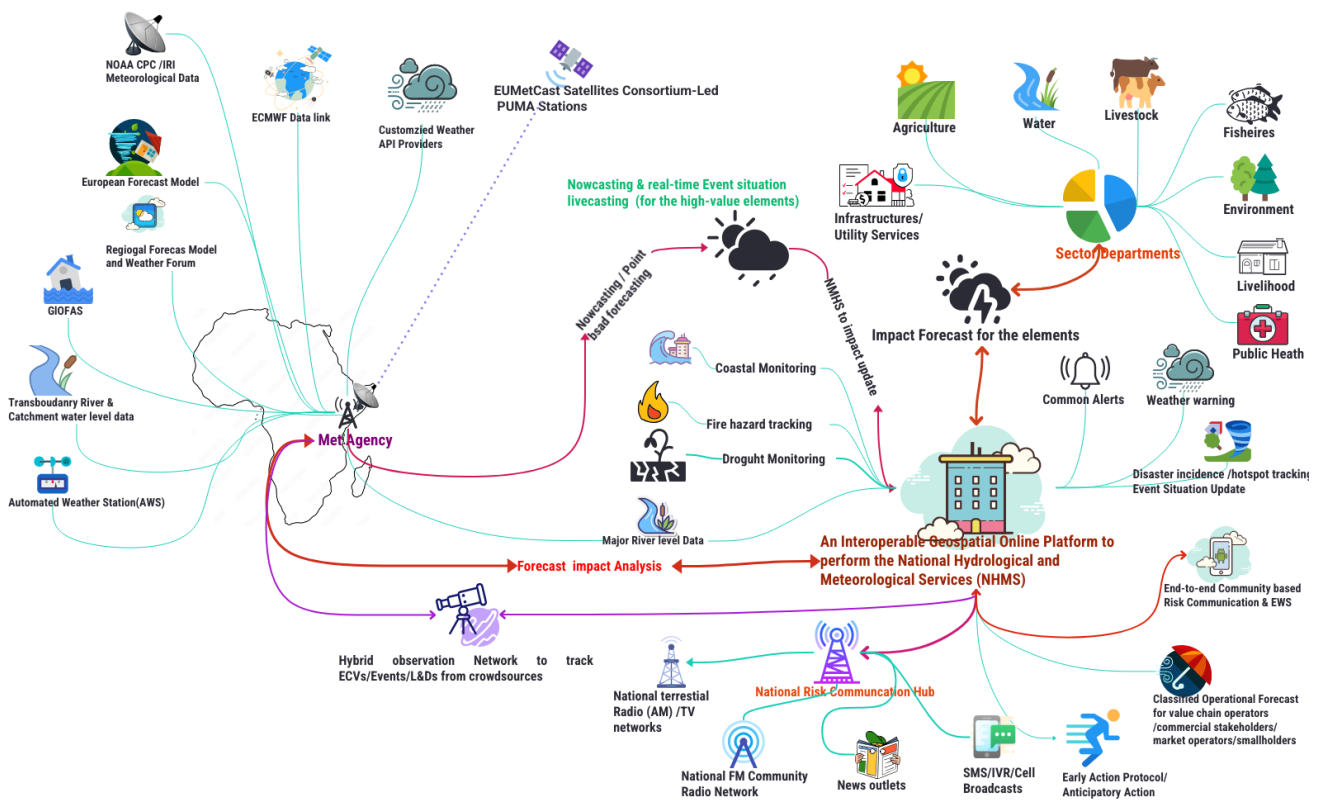 NOAA CPC /IRI
Meteorological Data
ECMWF Data link
Customzied Weather
API Providers
EUMetCast Satellites Consortium-Led
PUMA Stations
European Forecast Model
Regiogal Forecas Model
and Weather Forum
GIOFAS
Transboudanry River &
Catchment water level data
Automated Weather Station(AWS)
Met Agency
Nowcasting & real-time Event situation
livecasting (for the high-value elements)
Nowcasting / Point
bsad forecasting
NMHS to impact update
Coastal Monitoring
Fire hazard tracking
Droguht Monitoring
Major River level Data
Forecast impact Analysis
Agriculture
Water
Livestock
Fisheires
Infrastructures/
Utility Services
Environment
Sector Departments
Livelihood
Public Heath
Impact Forecast for the elements
Common Alerts
Weather warning
Disaster incidence /hotspot tracking
Event Situation Update
An Interoperable Geospatial Online Platform to
perform the National Hydrological and
Meteorological Services (NHMS)
End-to-end Community based
Risk Communication & EWS
Hybrid observation Network to track
ECVs/Events/L&Ds from crowdsources
National Risk Communcation Hub
National terrestial
Radio (AM) /TV
networks
National FM Community
Radio Network
News outlets
SMS/IVR/Cell
Broadcasts
Early Action Protocol/
Anticipatory Action
Classified Operational Forecast
for value chain operators
/commercial stakeholders/
market operators/smallholders